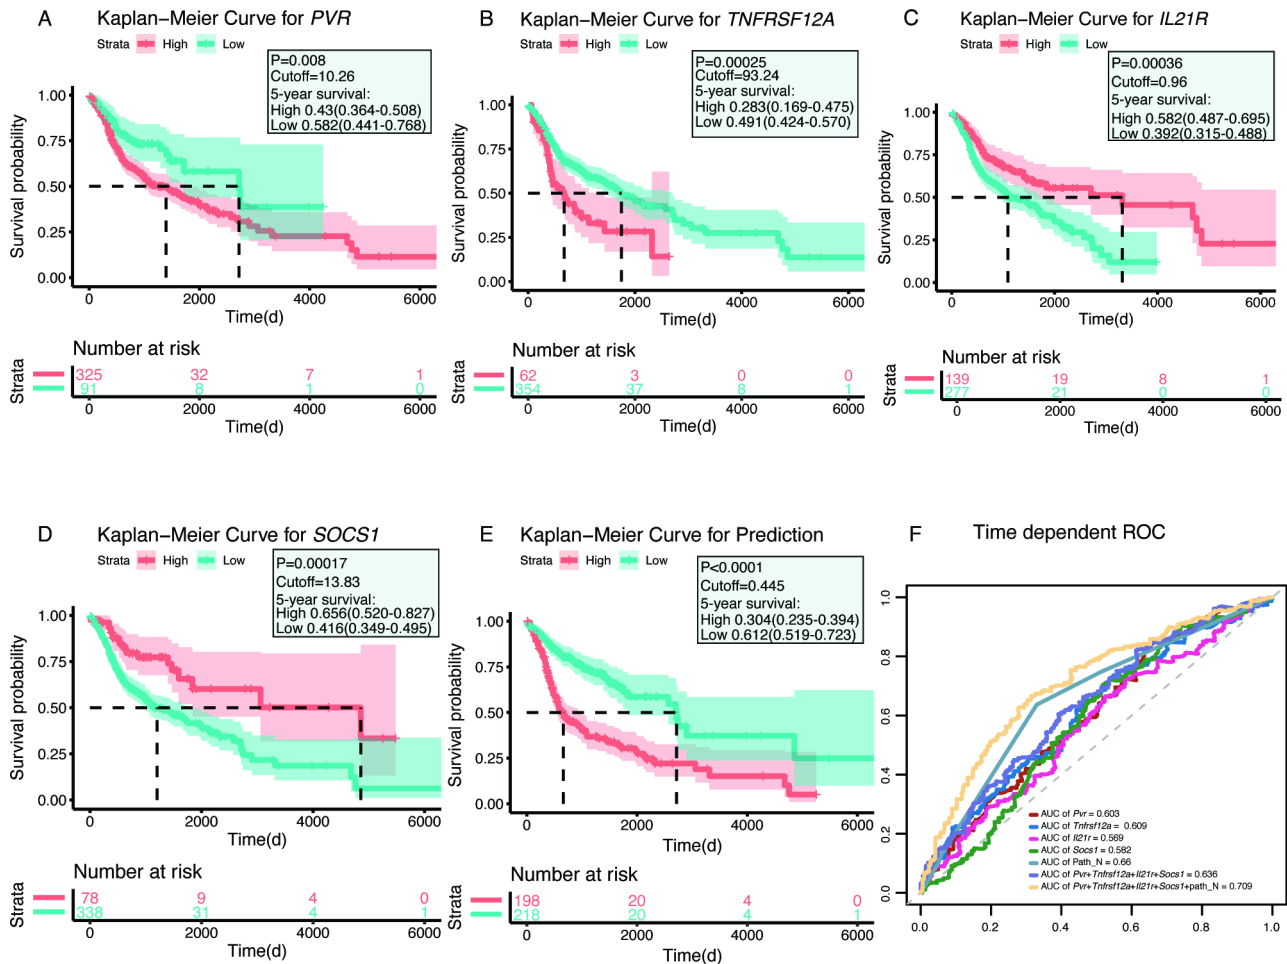 A
Kaplan−Meier Curve for PVR
Strata High Low
P=0.008
Cutoff=10.26
5-year survival:
High 0.43(0.364-0.508)
Low 0.582(0.441-0.768)
Survival probability
1.00
0.75
0.50
0.25
0.00
0 2000 4000 6000
Time(d)
Number at risk
Strata
325 32 7 1
91 8 1 0
0 2000 4000 6000
Time(d)
B
Kaplan−Meier Curve for TNFRSF12A
Strata High Low
P=0.00025
Cutoff=93.24
5-year survival:
High 0.283(0.169-0.475)
Low 0.491(0.424-0.570)
Survival probability
1.00
0.75
0.50
0.25
0.00
0 2000 4000 6000
Time(d)
Number at risk
Strata
62 3 0 0
354 37 8 1
0 2000 4000 6000
Time(d)
C
Kaplan−Meier Curve for IL21R
Strata High Low
P=0.00036
Cutoff=0.96
5-year survival:
High 0.582(0.487-0.695)
Low 0.392(0.315-0.488)
Survival probability
1.00
0.75
0.50
0.25
0.00
0 2000 4000 6000
Time(d)
Number at risk
Strata
139 19 8 1
277 21 0 0
0 2000 4000 6000
Time(d)
D
Kaplan−Meier Curve for SOCS1
Strata High Low
P=0.00017
Cutoff=13.83
5-year survival:
High 0.656(0.520-0.827)
Low 0.416(0.349-0.495)
Survival probability
1.00
0.75
0.50
0.25
0.00
0 2000 4000 6000
Time(d)
Number at risk
Strata
78 9 4 0
338 31 4 1
0 2000 4000 6000
Time(d)
E
Kaplan−Meier Curve for Prediction
Strata High Low
P<0.0001
Cutoff=0.445
5-year survival:
High 0.304(0.235-0.394)
Low 0.612(0.519-0.723)
Survival probability
1.00
0.75
0.50
0.25
0.00
0 2000 4000 6000
Time(d)
Number at risk
Strata
198 20 4 0
218 20 4 1
0 2000 4000 6000
Time(d)
F
Time dependent ROC
1.0
0.8
0.6
0.4
0.2
0.0
AUC of Pvr = 0.603
AUC of Tnfrsf12a = 0.609
AUC of Il21r = 0.569
AUC of Socs1 = 0.582
AUC of Path_N = 0.66
AUC of Pvr+Tnfrsf12a+Il21r+Socs1 = 0.636
AUC of Pvr+Tnfrsf12a+Il21r+Socs1+path_N = 0.709
0.0 0.2 0.4 0.6 0.8 1.0